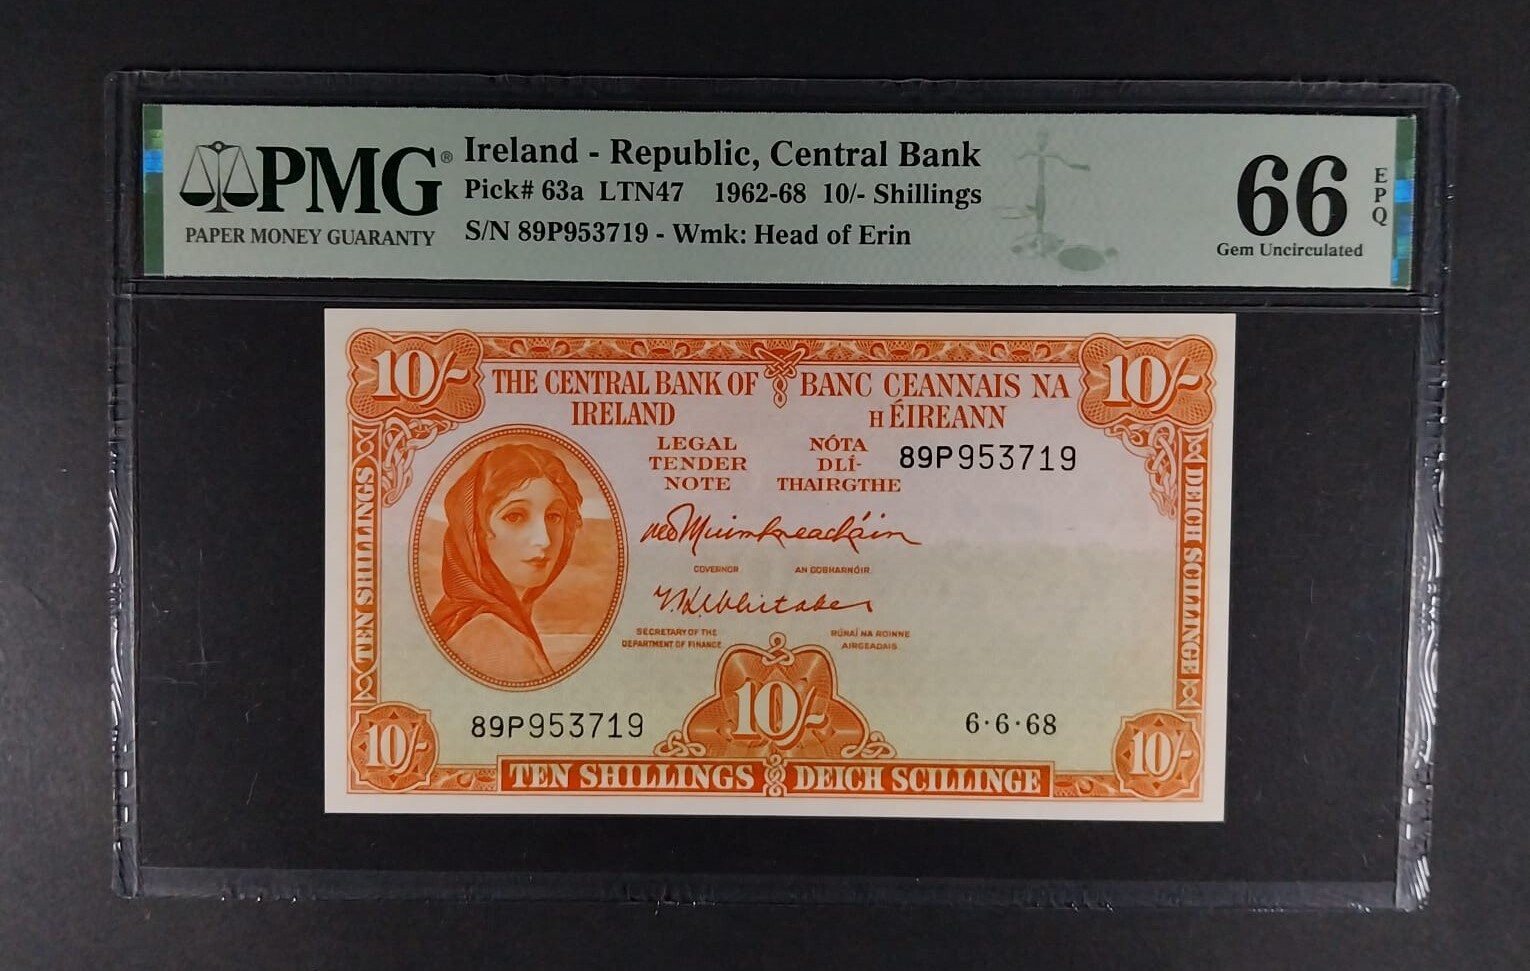 PMG®
PAPER MONEY GUARANTY
Ireland - Republic, Central Bank
Pick# 63a LTN47 1962-68 10/- Shillings
S/N 89P953719 - Wmk: Head of Erin
66
EPQ
Gem Uncirculated
10/- 10/-
THE CENTRAL BANK OF IRELAND
BANC CEANNAIS NA
H ÉIREANN
LEGAL
TENDER
NOTE
NÓTA
DLÍ-
THAIRGTHE
89P953719
TEN SHILLINGS
DEICH SCILLINGE
GOVERNOR AN GOBHARNÓIR
T.K. Whitaker
SECRETARY OF THE
DEPARTMENT OF FINANCE
RÚNAÍ NA ROINNE
AIRGEADAIS
89P953719
10/-
6·6·68
10/- 10/-
TEN SHILLINGS DEICH SCILLINGE